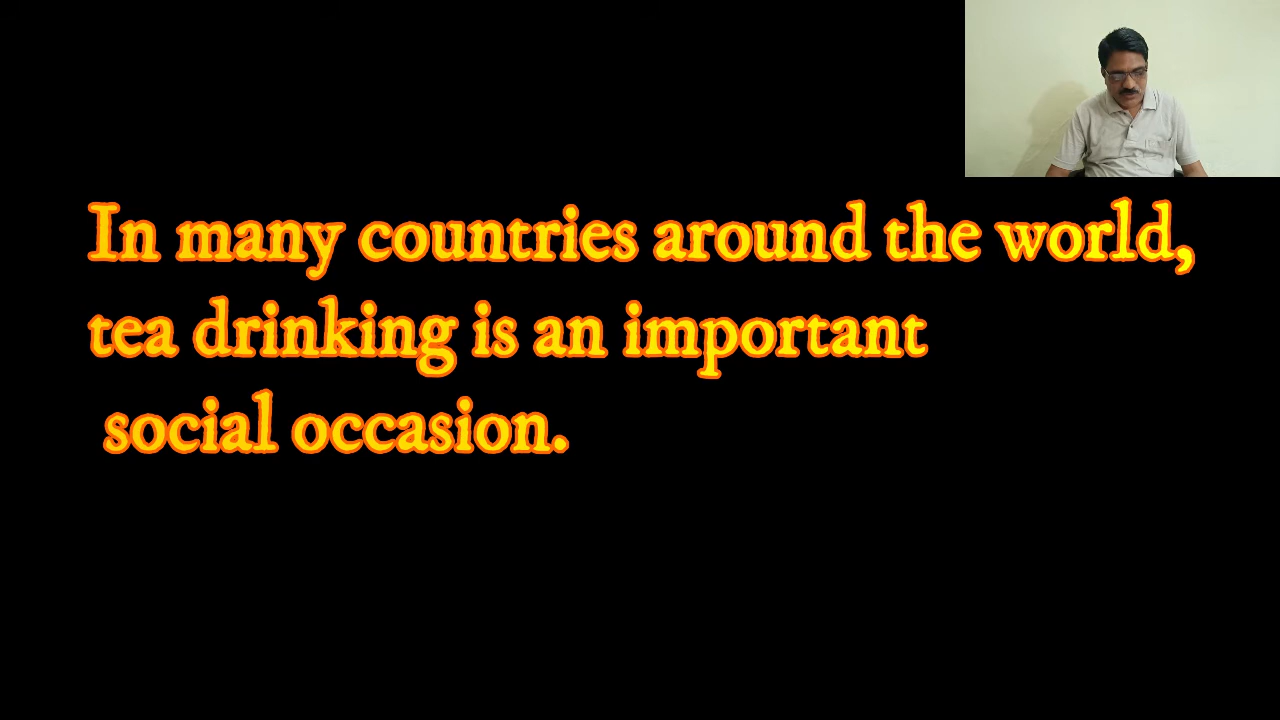 In many countries around the world,
tea drinking is an important
social occasion.